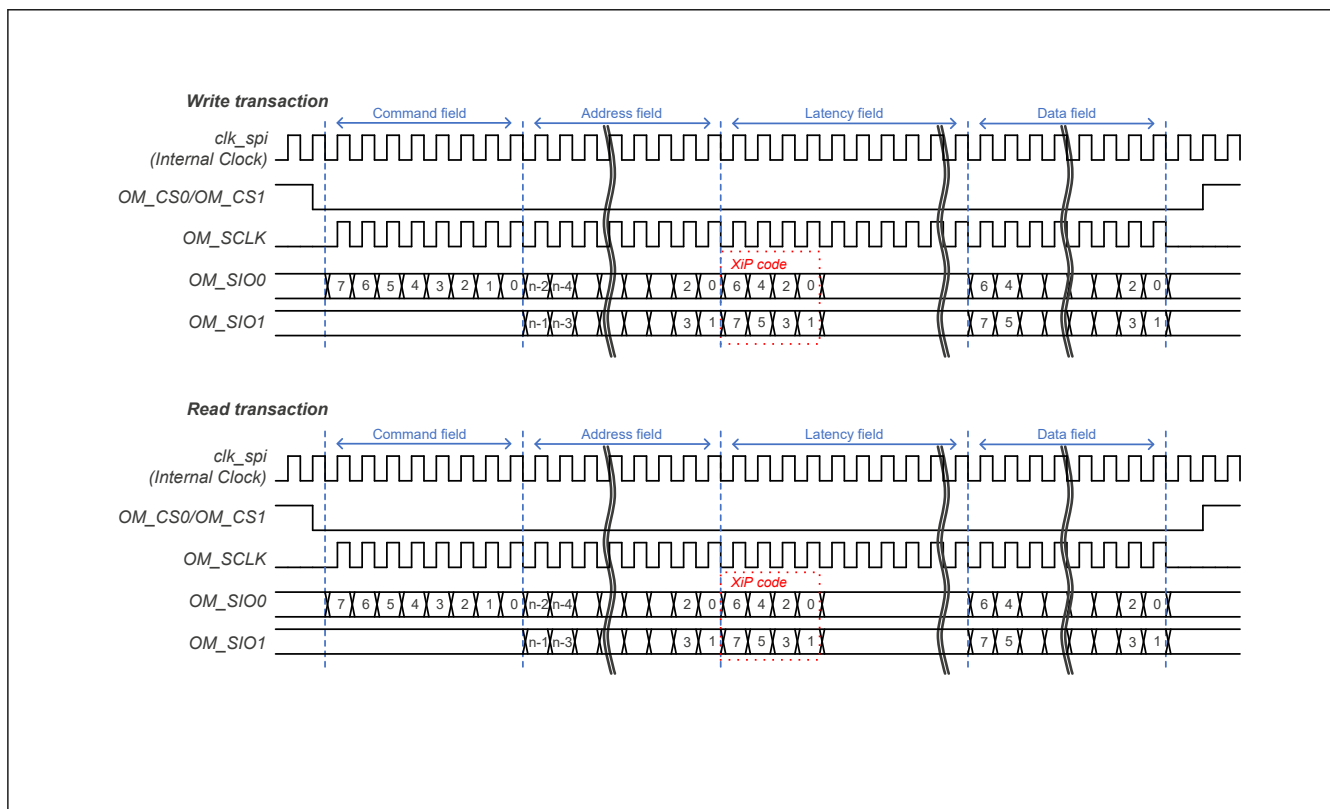 Write transaction
Command field Address field Latency field Data field
clk_spi
(Internal Clock)
OM_CS0/OM_CS1
OM_SCLK
XiP code
OM_SIO0 7 6 5 4 3 2 1 0 n-2 n-4 2 0 6 4 2 0 6 4 2 0
OM_SIO1 n-1 n-3 3 1 7 5 3 1 7 5 3 1
Read transaction
Command field Address field Latency field Data field
clk_spi
(Internal Clock)
OM_CS0/OM_CS1
OM_SCLK
XiP code
OM_SIO0 7 6 5 4 3 2 1 0 n-2 n-4 2 0 6 4 2 0 6 4 2 0
OM_SIO1 n-1 n-3 3 1 7 5 3 1 7 5 3 1